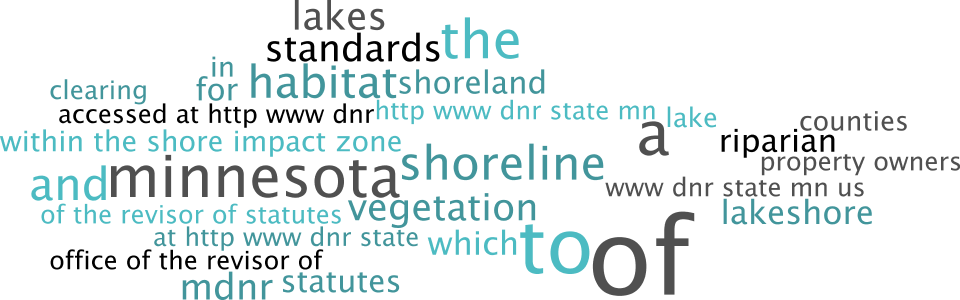 lakes
standards the
in
clearing for habitat shoreland
accessed at http www dnr http www dnr state mn lake
counties
within the shore impact zone a riparian
shoreline property owners
and minnesota www dnr state mn us
of the revisor of statutes vegetation lakeshore
at http www dnr state which to of
office of the revisor of
mdnr statutes